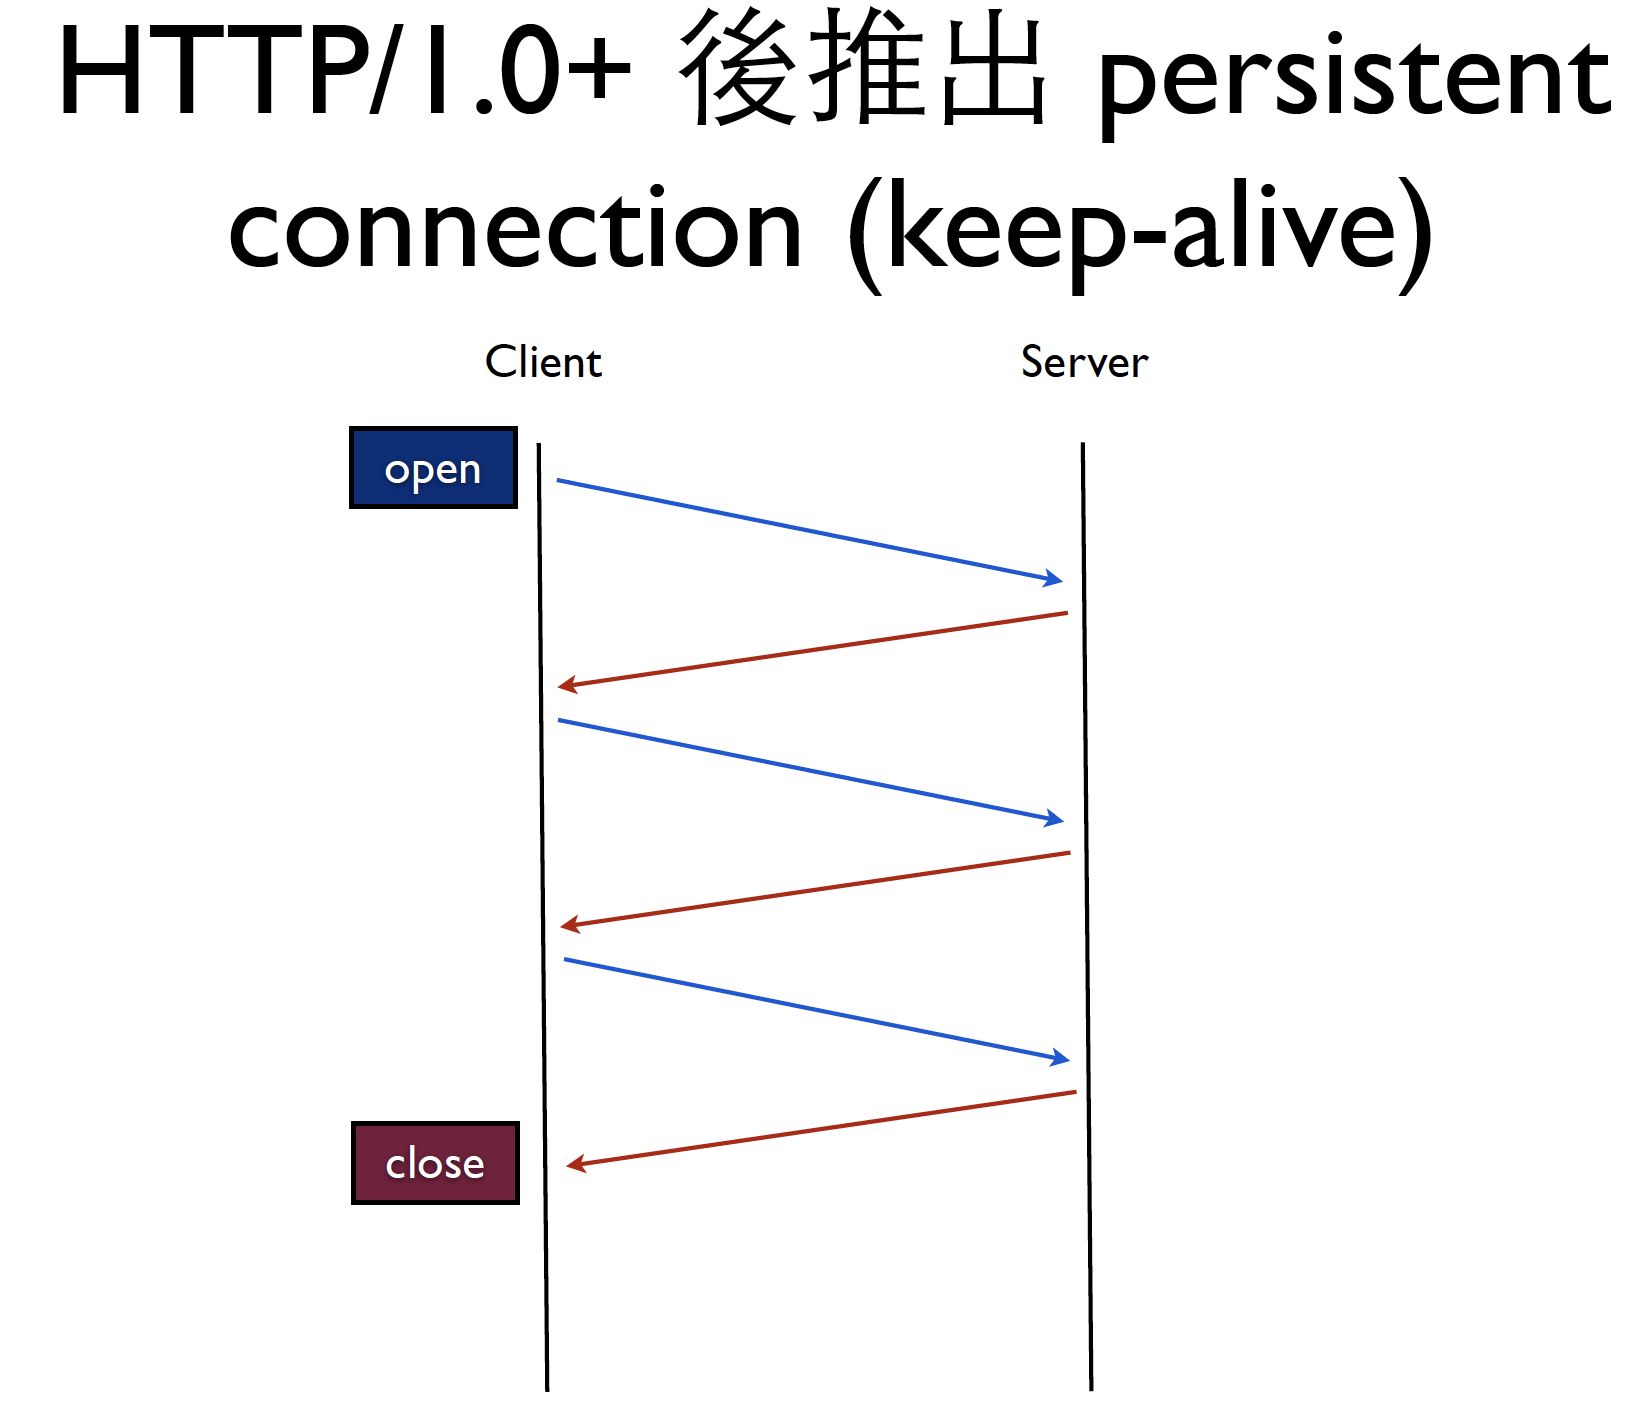 HTTP/1.0+ 後推出 persistent
connection (keep-alive)
Client
Server
open
close